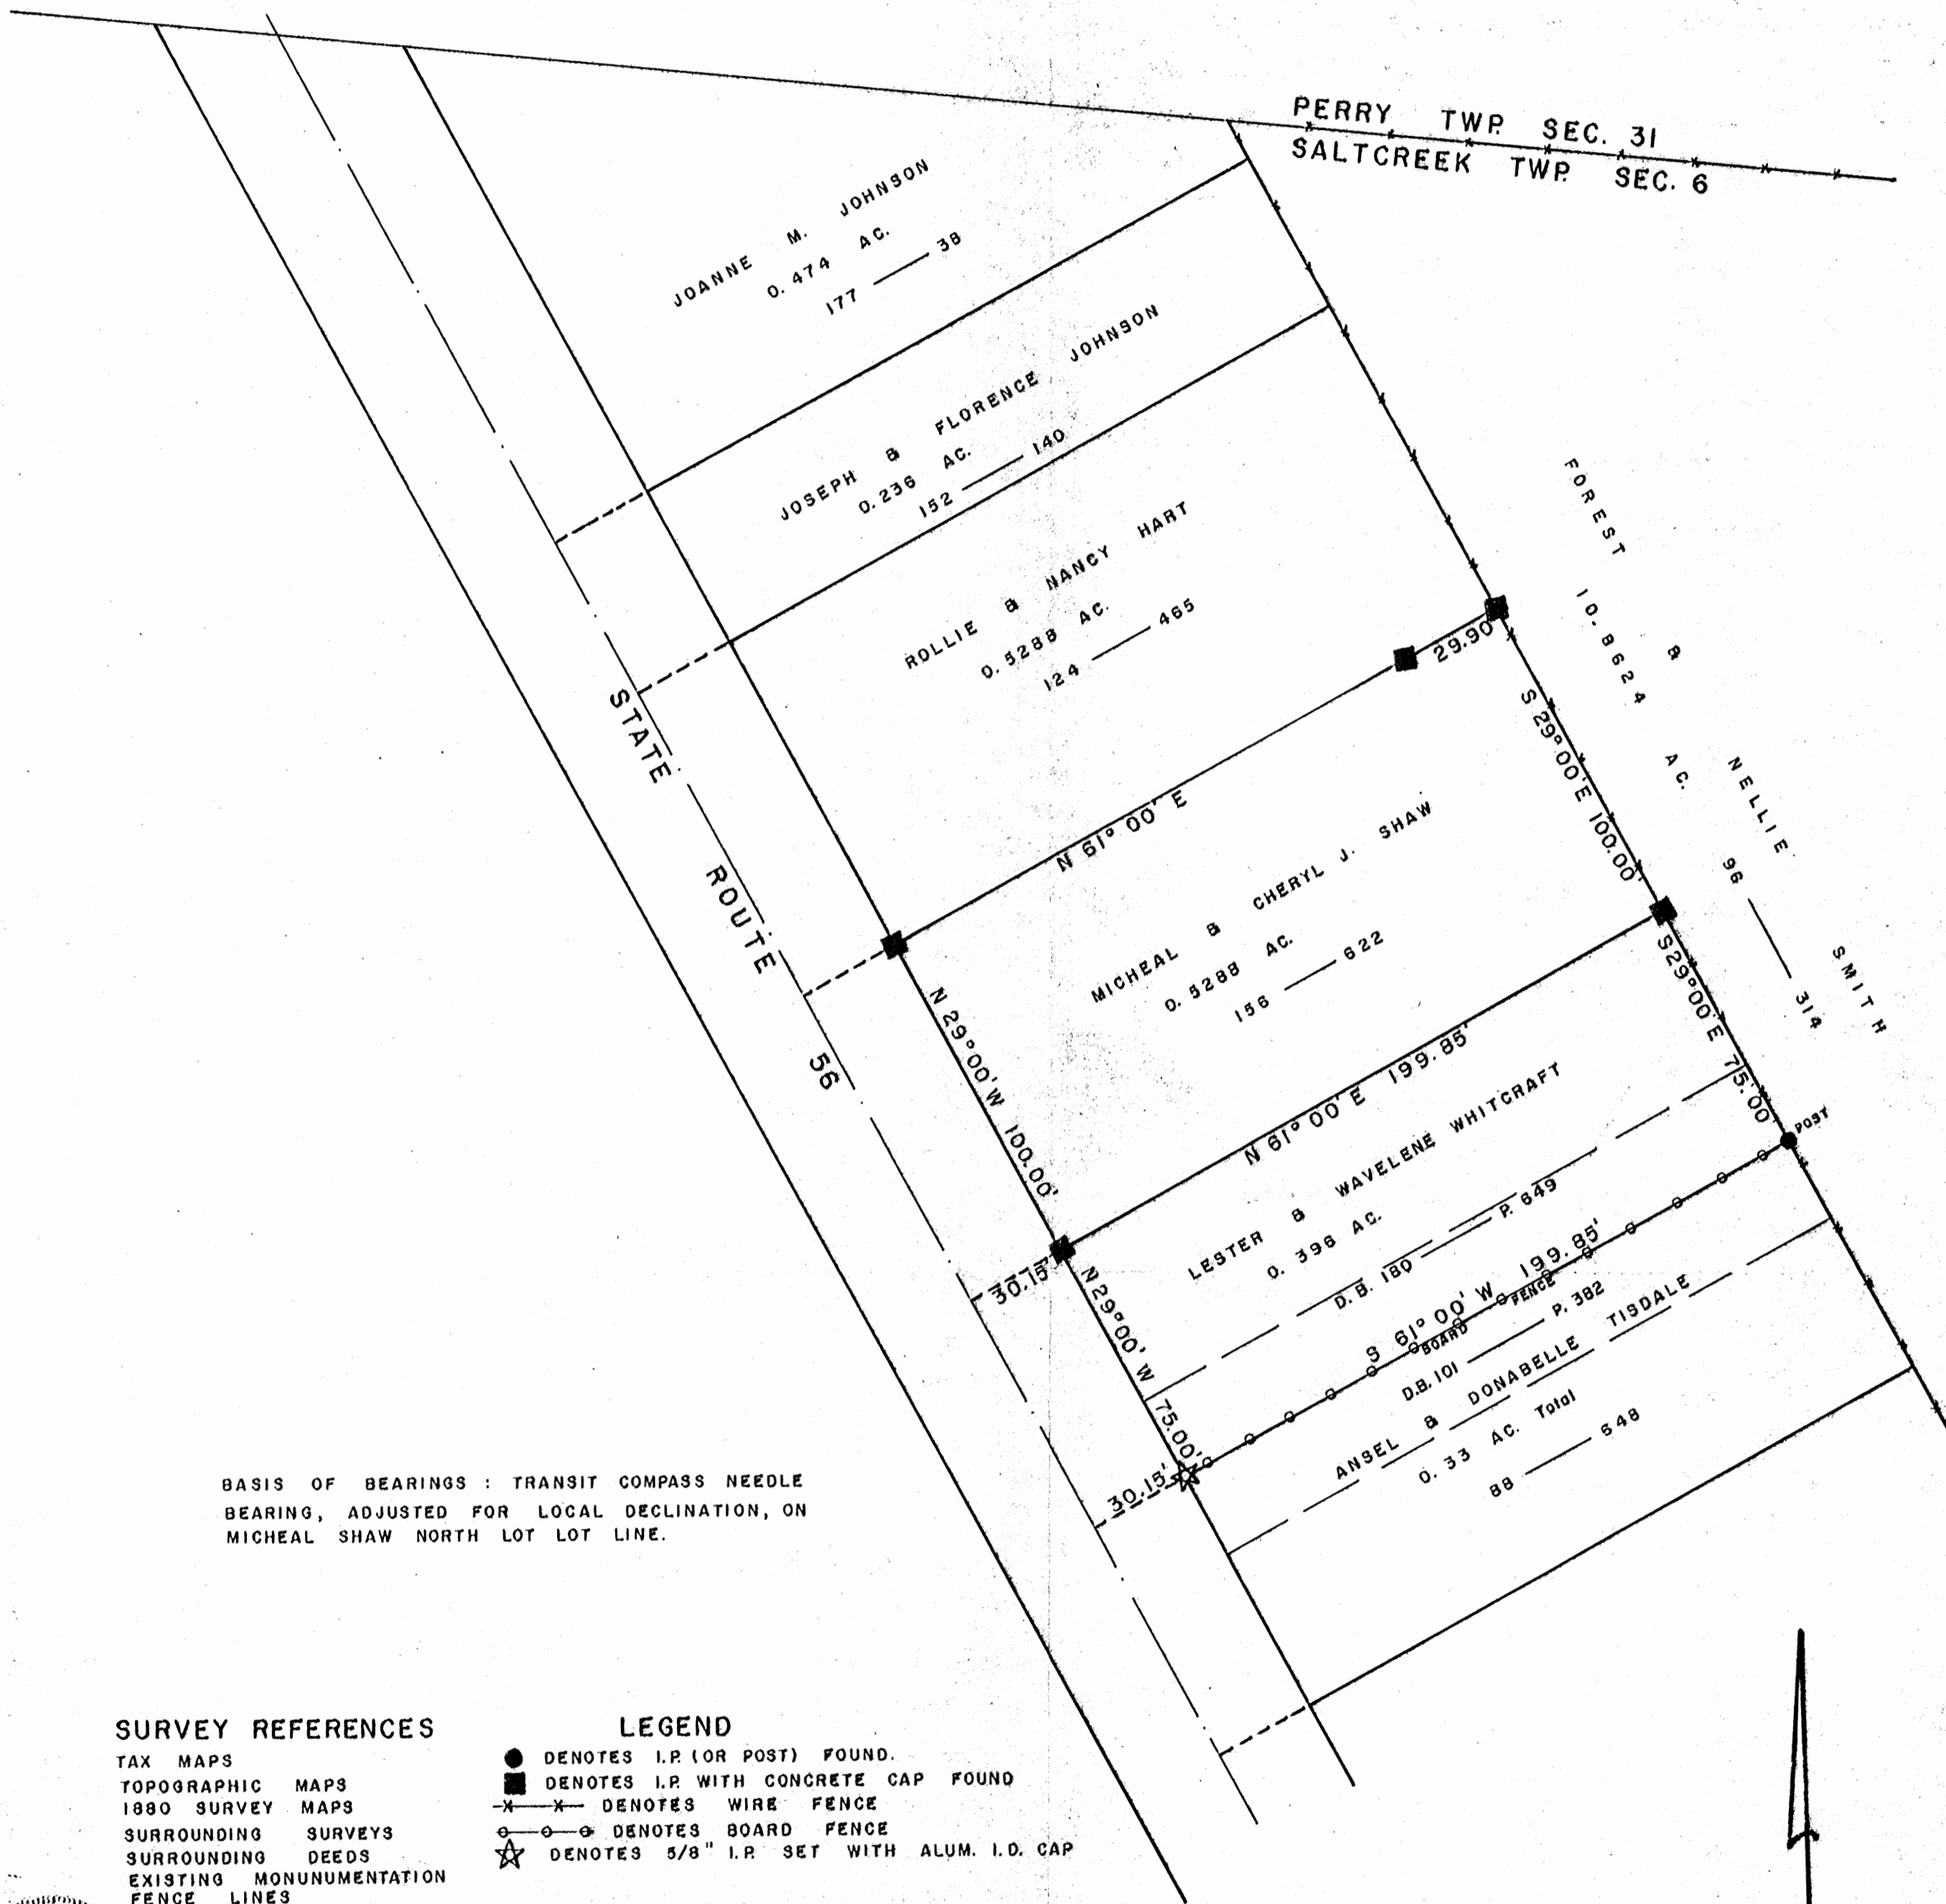 PERRY TWP. SEC. 31
SALTCREEK TWP. SEC. 6
JOANNE M. JOHNSON
0.474 AC.
177 — 38
JOSEPH & FLORENCE JOHNSON
0.236 AC.
152 — 140
ROLLIE & NANCY HART
0.5288 AC.
124 — 465
29.90'
FOREST & NELLIE SMITH
10.8624 AC.
96 — 314
STATE ROUTE 56
N 61° 00' E
S 29°00'E 100.00'
MICHEAL & CHERYL J. SHAW
0.5288 AC.
156 — 622
N 29°00'W 100.00'
N 61° 00' E 199.85'
S 29°00'E 75.00'
POST
LESTER & WAVELENE WHITCRAFT
0.396 AC.
D.B. 180 — P. 649
30.15'
N 29°00' W 75.00'
S 61° 00' W 199.85'
BOARD FENCE
D.B. 101 — P. 382
ANSEL & DONABELLE TISDALE
0.33 AC. Total
88 — 648
30.15'
BASIS OF BEARINGS : TRANSIT COMPASS NEEDLE
BEARING, ADJUSTED FOR LOCAL DECLINATION, ON
MICHEAL SHAW NORTH LOT LOT LINE.
SURVEY REFERENCES
TAX MAPS
TOPOGRAPHIC MAPS
1880 SURVEY MAPS
SURROUNDING SURVEYS
SURROUNDING DEEDS
EXISTING MONUNUMENTATION
FENCE LINES
LEGEND
DENOTES I.P. (OR POST) FOUND.
DENOTES I.P. WITH CONCRETE CAP FOUND
DENOTES WIRE FENCE
DENOTES BOARD FENCE
DENOTES 5/8" I.P. SET WITH ALUM. I.D. CAP